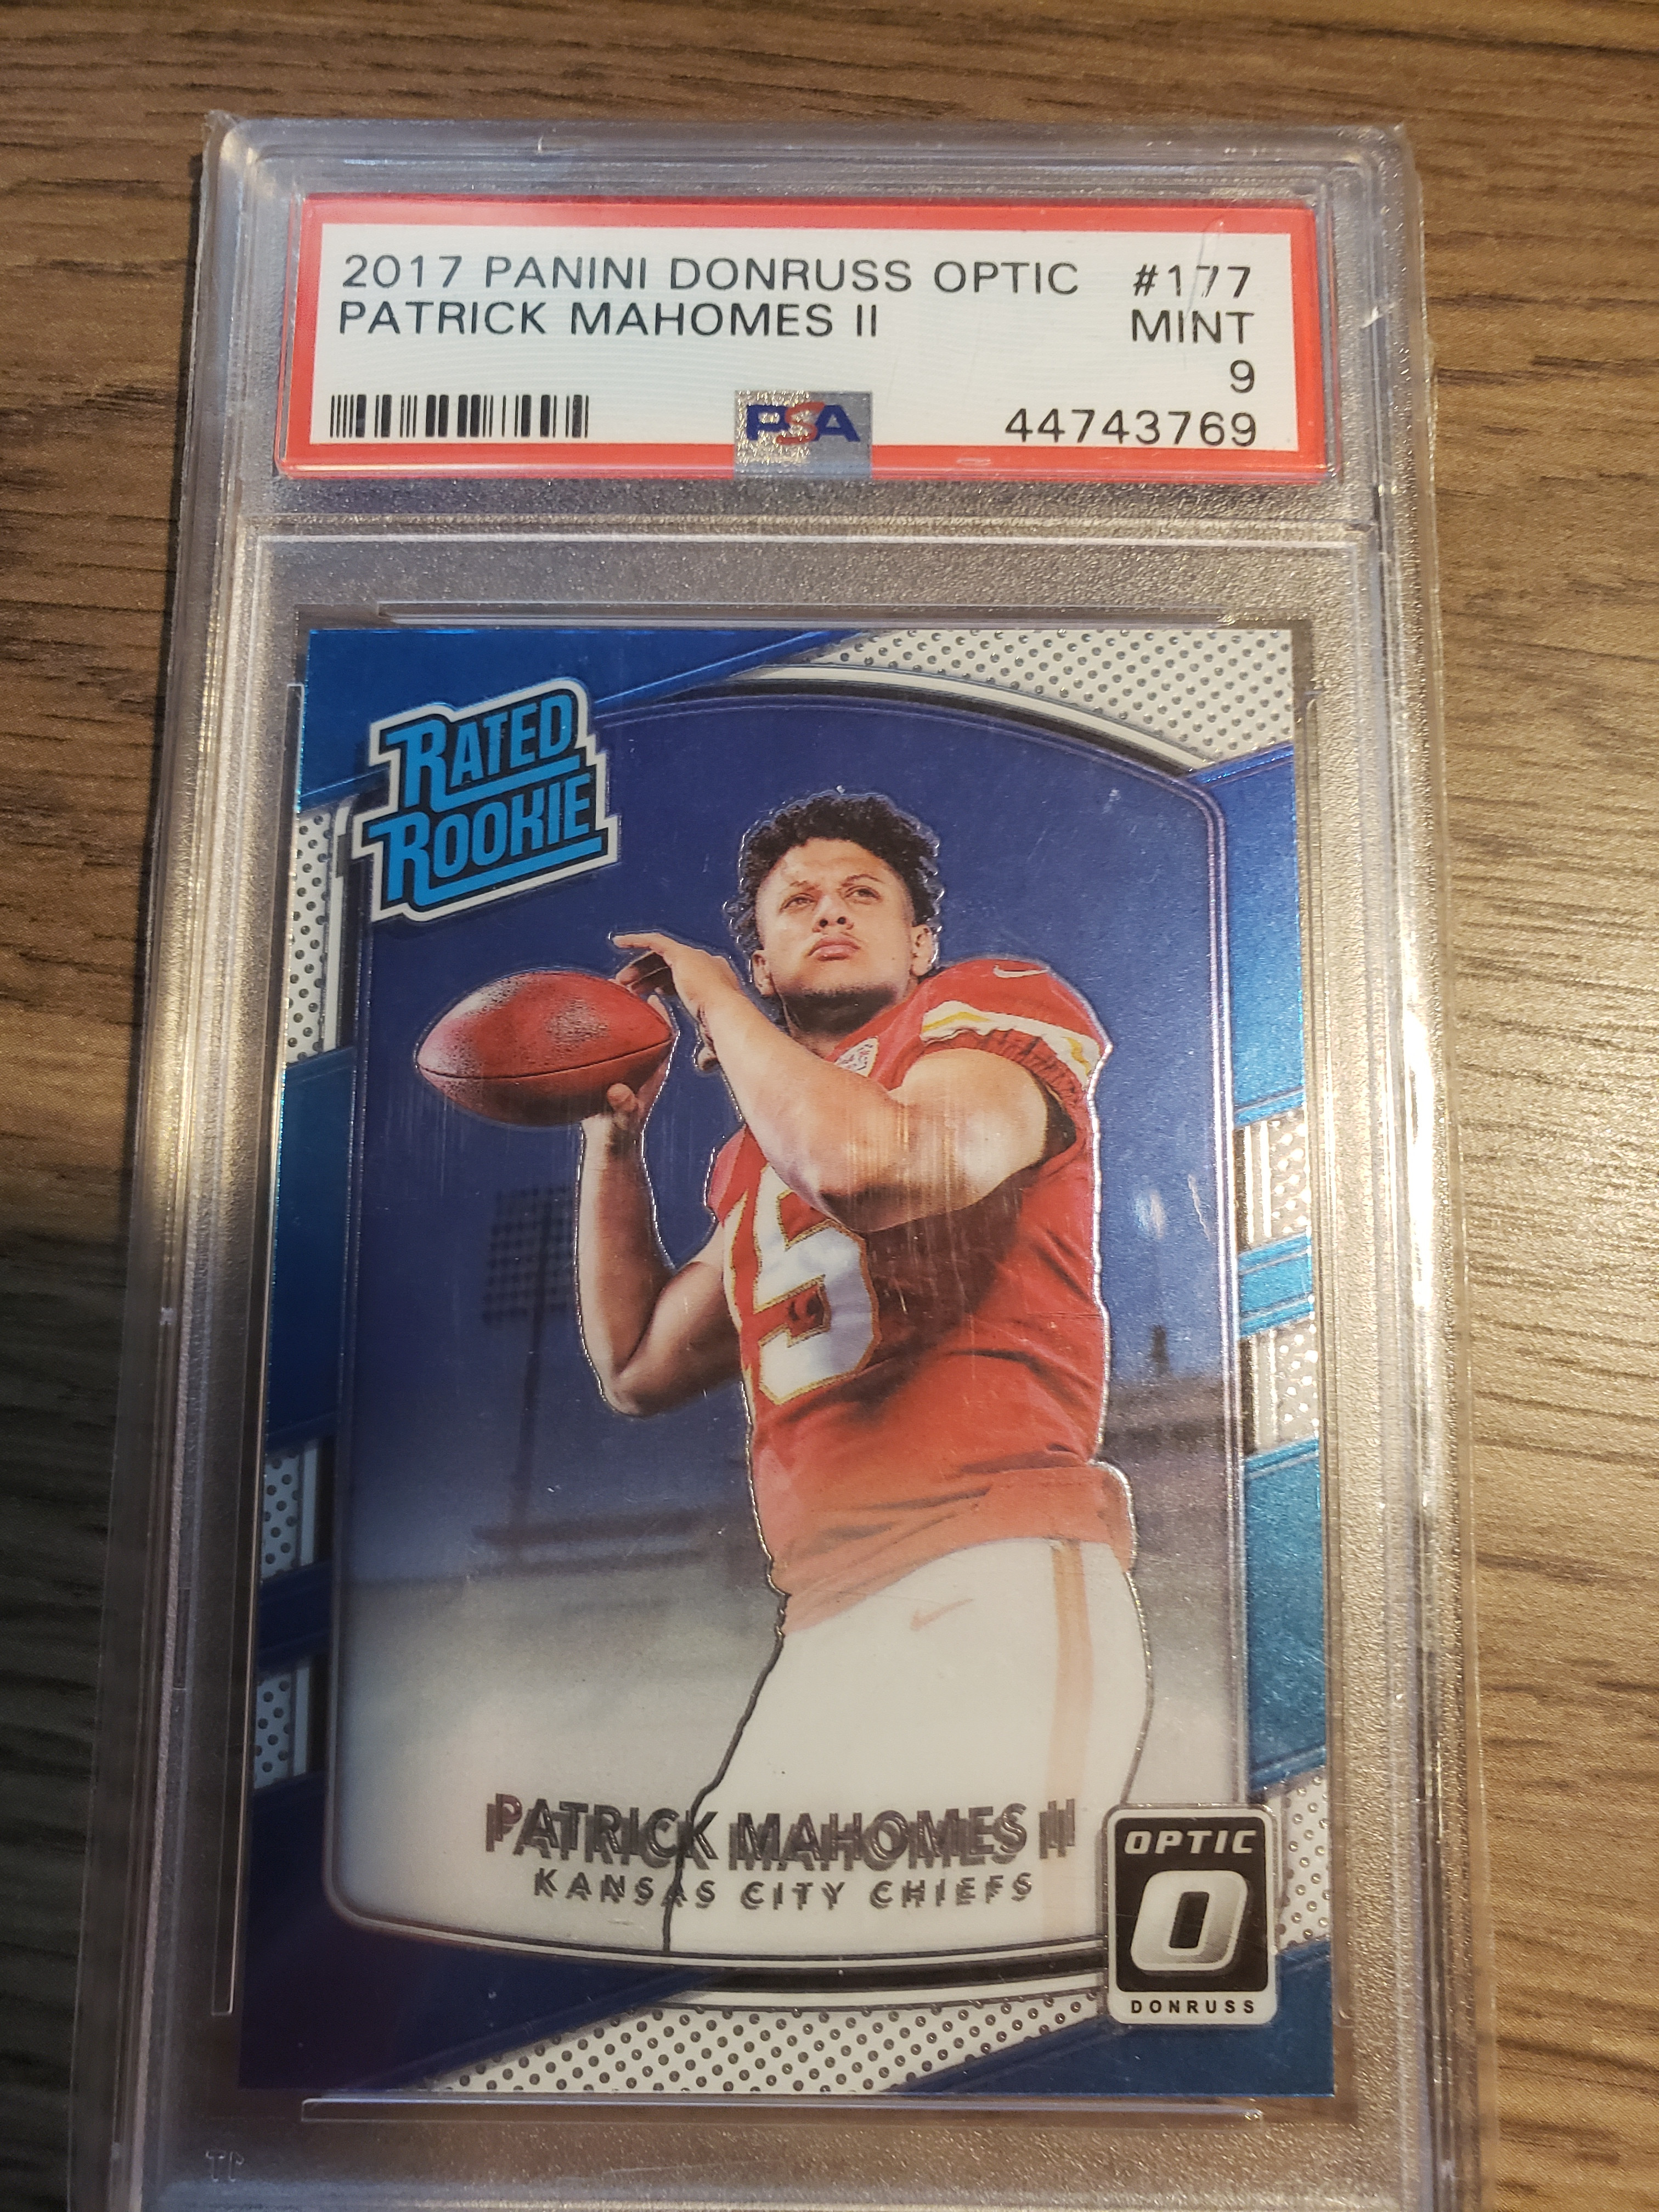 2017 PANINI DONRUSS OPTIC #177
PATRICK MAHOMES II MINT
9
PSA 44743769
RATED
ROOKIE
5
PATRICK MAHOMES II
KANSAS CITY CHIEFS
OPTIC
O
DONRUSS